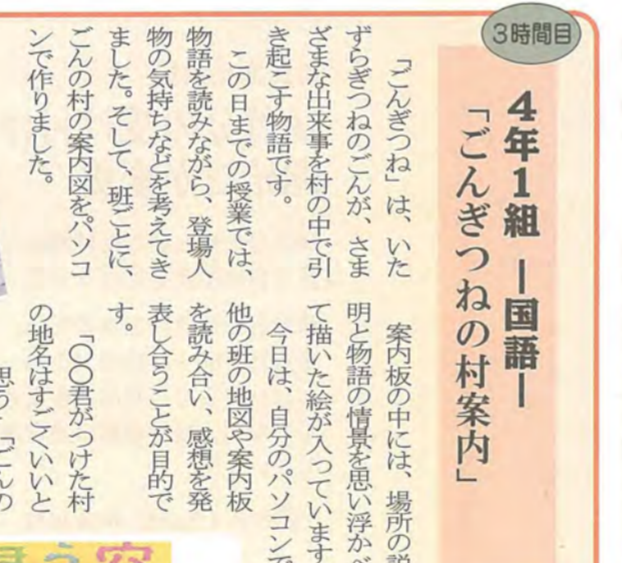 3時間目
4年1組 ー国語ー
「ごんぎつねの村案内」
「ごんぎつね」は、いた
ずらぎつねのごんが、さま
ざまな出来事を村の中で引
き起こす物語です。
この日までの授業では、
物語を読みながら、登場人
物の気持ちなどを考えてき
ました。そして、班ごとに、
ごんの村の案内図をパソコ
ンで作りました。
案内板の中には、場所の説
明と物語の情景を思い浮かべ
て描いた絵が入っています
今日は、自分のパソコンで
他の班の地図や案内板
を読み合い、感想を発
表し合うことが目的で
す。
「〇〇君がつけた村
の地名はすごくいいと
思う」「ごんの